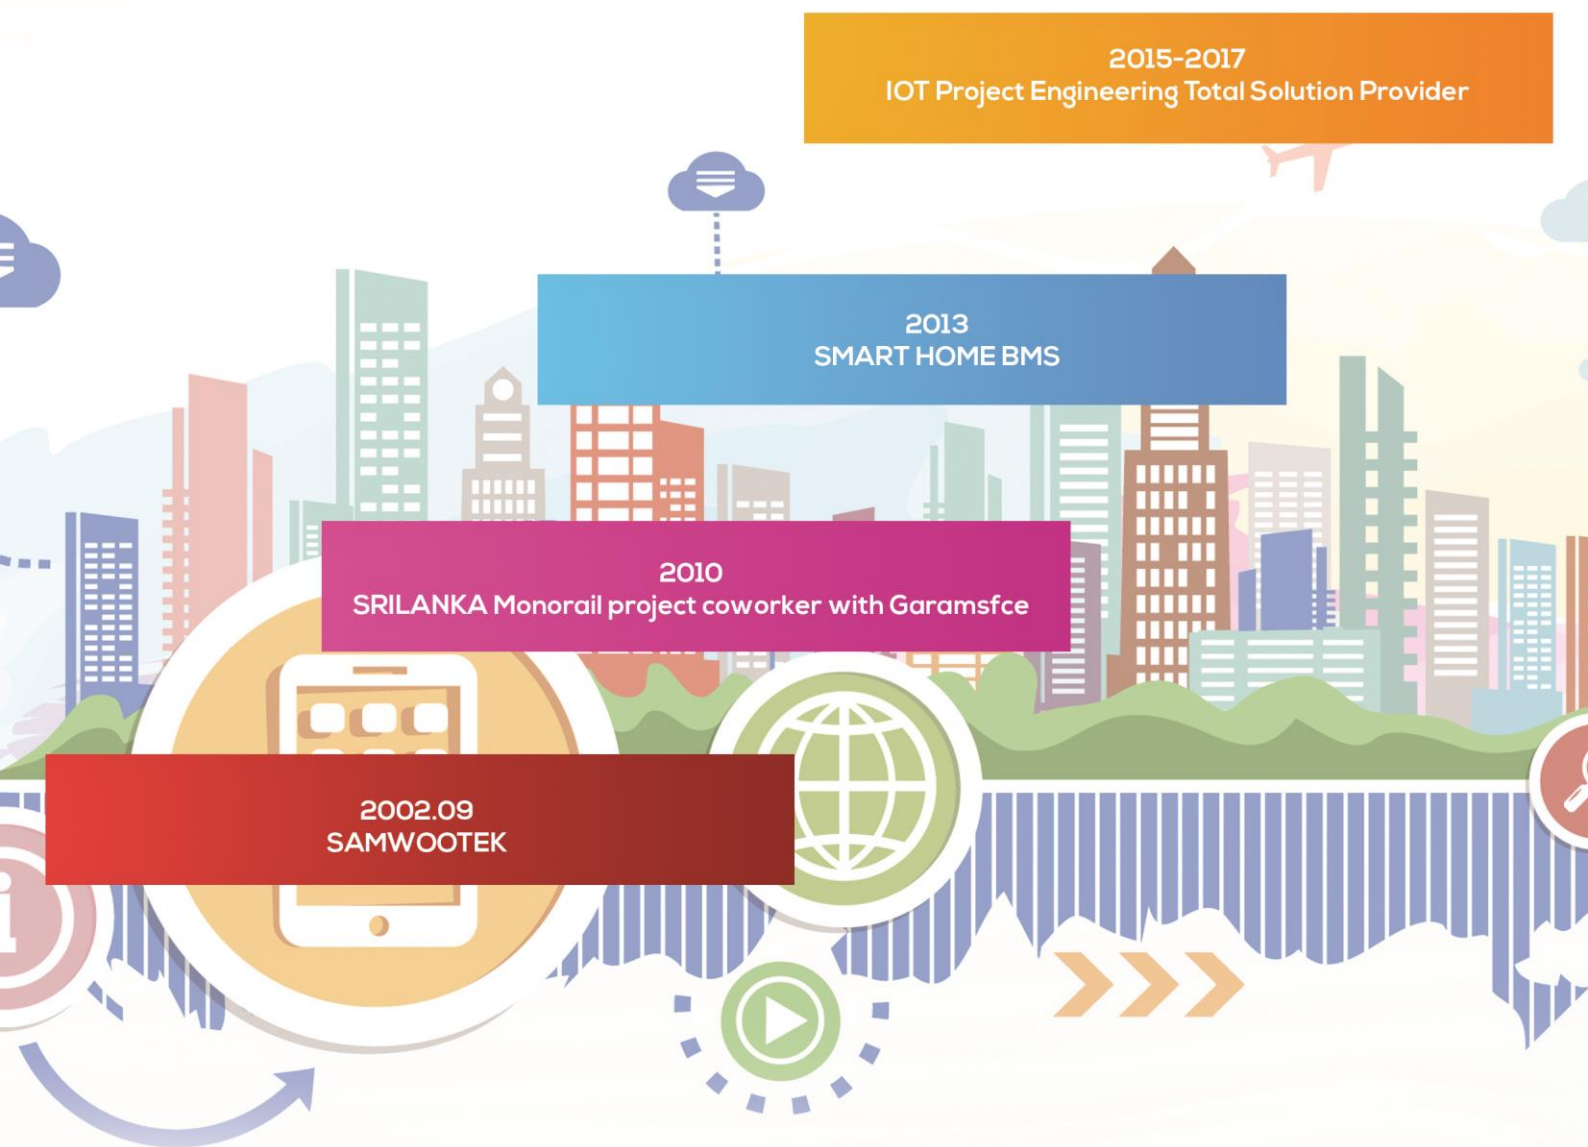 2015-2017
IOT Project Engineering Total Solution Provider
2013
SMART HOME BMS
2010
SRILANKA Monorail project coworker with Garamsfce
2002.09
SAMWOOTEK